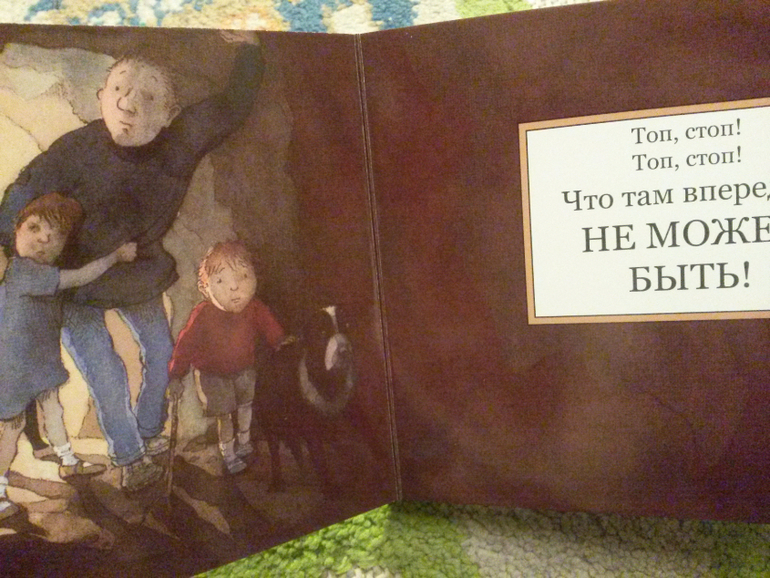 Топ, стоп!
Топ, стоп!
Что там впере
НЕ МОЖЕ
БЫТЬ!